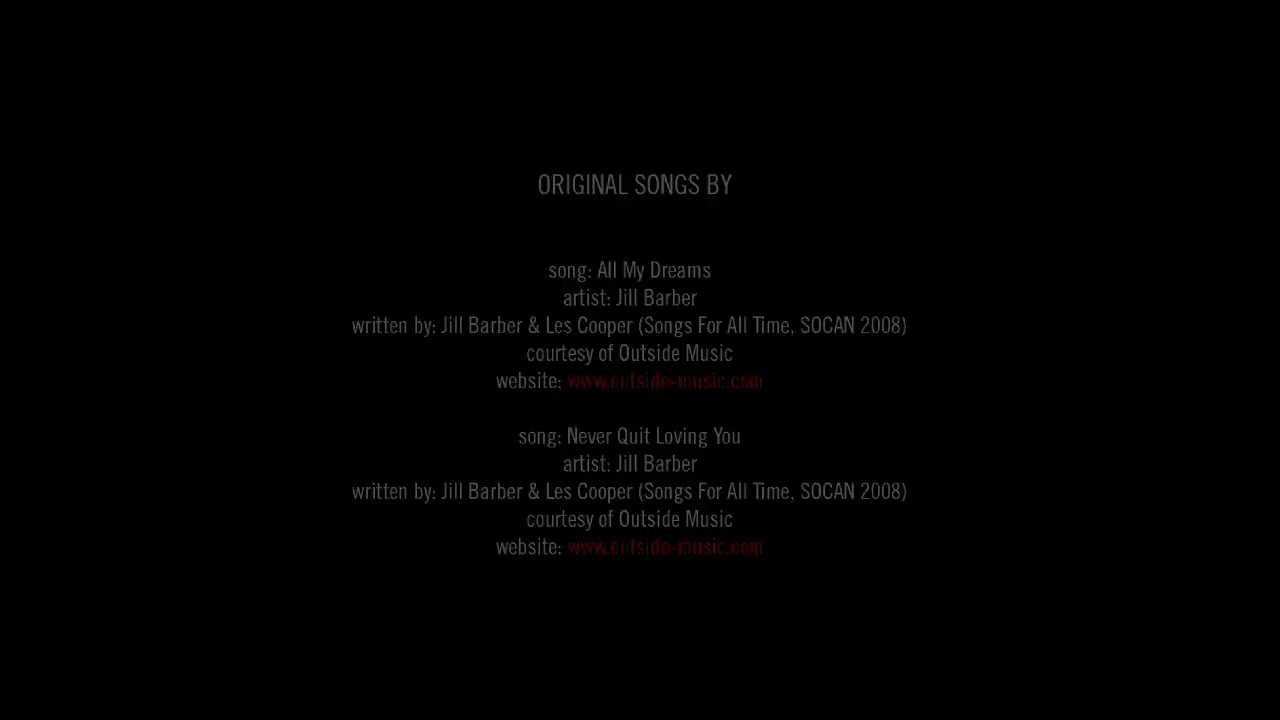 ORIGINAL SONGS BY
song: All My Dreams
artist: Jill Barber
written by: Jill Barber & Les Cooper (Songs For All Time, SOCAN 2008)
courtesy of Outside Music
website: www.outside-music.com
song: Never Quit Loving You
artist: Jill Barber
written by: Jill Barber & Les Cooper (Songs For All Time, SOCAN 2008)
courtesy of Outside Music
website: www.outside-music.com